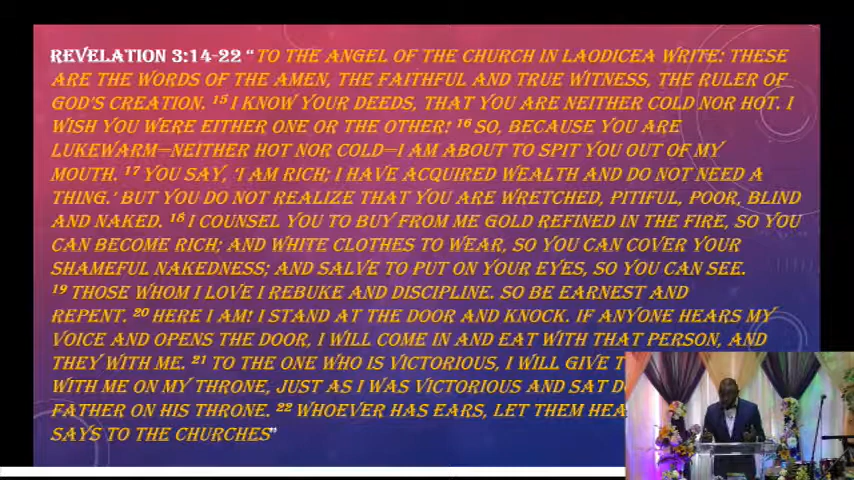 REVELATION 3:14-22 “TO THE ANGEL OF THE CHURCH IN LAODICEA WRITE: THESE
ARE THE WORDS OF THE AMEN, THE FAITHFUL AND TRUE WITNESS, THE RULER OF
GOD'S CREATION. 15 I KNOW YOUR DEEDS, THAT YOU ARE NEITHER COLD NOR HOT. I
WISH YOU WERE EITHER ONE OR THE OTHER! 16 SO, BECAUSE YOU ARE
LUKEWARM—NEITHER HOT NOR COLD—I AM ABOUT TO SPIT YOU OUT OF MY
MOUTH. 17 YOU SAY, ‘I AM RICH; I HAVE ACQUIRED WEALTH AND DO NOT NEED A
THING.’ BUT YOU DO NOT REALIZE THAT YOU ARE WRETCHED, PITIFUL, POOR, BLIND
AND NAKED. 18 I COUNSEL YOU TO BUY FROM ME GOLD REFINED IN THE FIRE, SO YOU
CAN BECOME RICH; AND WHITE CLOTHES TO WEAR, SO YOU CAN COVER YOUR
SHAMEFUL NAKEDNESS; AND SALVE TO PUT ON YOUR EYES, SO YOU CAN SEE.
19 THOSE WHOM I LOVE I REBUKE AND DISCIPLINE. SO BE EARNEST AND
REPENT. 20 HERE I AM! I STAND AT THE DOOR AND KNOCK. IF ANYONE HEARS MY
VOICE AND OPENS THE DOOR, I WILL COME IN AND EAT WITH THAT PERSON, AND
THEY WITH ME. 21 TO THE ONE WHO IS VICTORIOUS, I WILL GIVE
WITH ME ON MY THRONE, JUST AS I WAS VICTORIOUS AND SAT
FATHER ON HIS THRONE. 22 WHOEVER HAS EARS, LET THEM
SAYS TO THE CHURCHES”